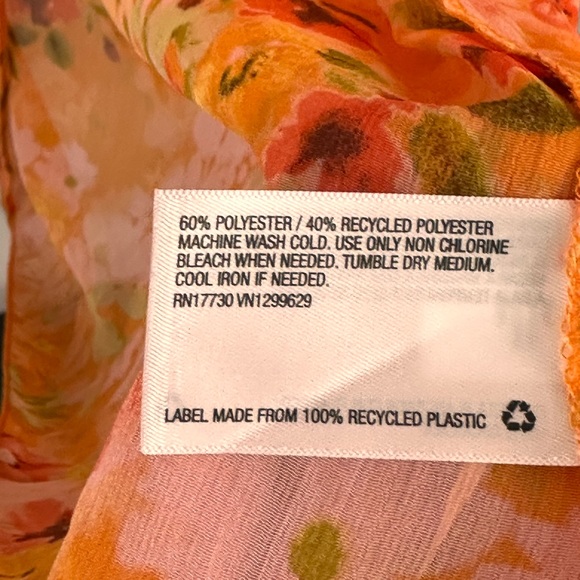 60% POLYESTER / 40% RECYCLED POLYESTER
MACHINE WASH COLD. USE ONLY NON CHLORINE
BLEACH WHEN NEEDED. TUMBLE DRY MEDIUM.
COOL IRON IF NEEDED.
RN17730 VN1299629
LABEL MADE FROM 100% RECYCLED PLASTIC